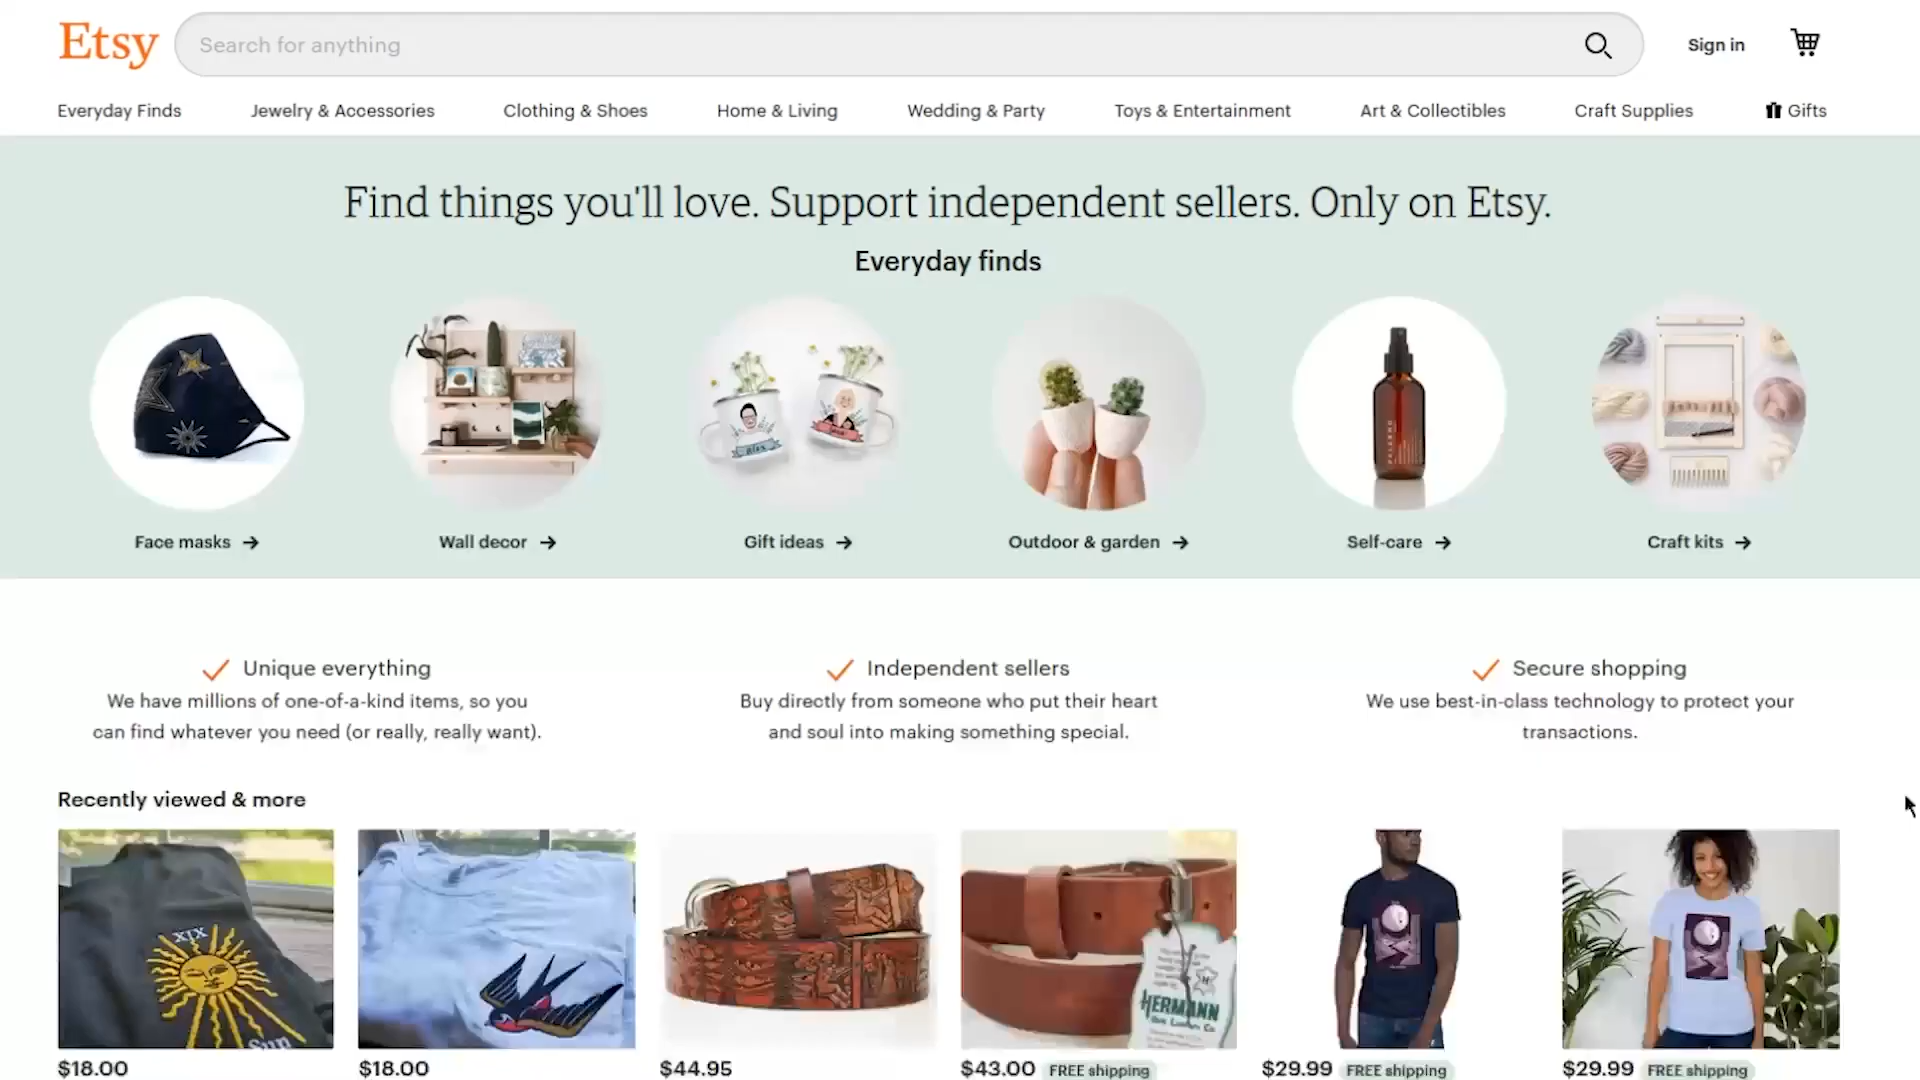 Etsy
Search for anything
Sign in
Everyday Finds
Jewelry & Accessories
Clothing & Shoes
Home & Living
Wedding & Party
Toys & Entertainment
Art & Collectibles
Craft Supplies
Gifts
Find things you'll love. Support independent sellers. Only on Etsy.
Everyday finds
Face masks
Wall decor
Gift ideas
Outdoor & garden
Self-care
Craft kits
Unique everything
We have millions of one-of-a-kind items, so you
can find whatever you need (or really, really want).
Independent sellers
Buy directly from someone who put their heart
and soul into making something special.
Secure shopping
We use best-in-class technology to protect your
transactions.
Recently viewed & more
XIX
Sun
HERMANN
$18.00
$18.00
$44.95
$43.00 FREE shipping
$29.99 FREE shipping
$29.99 FREE shipping